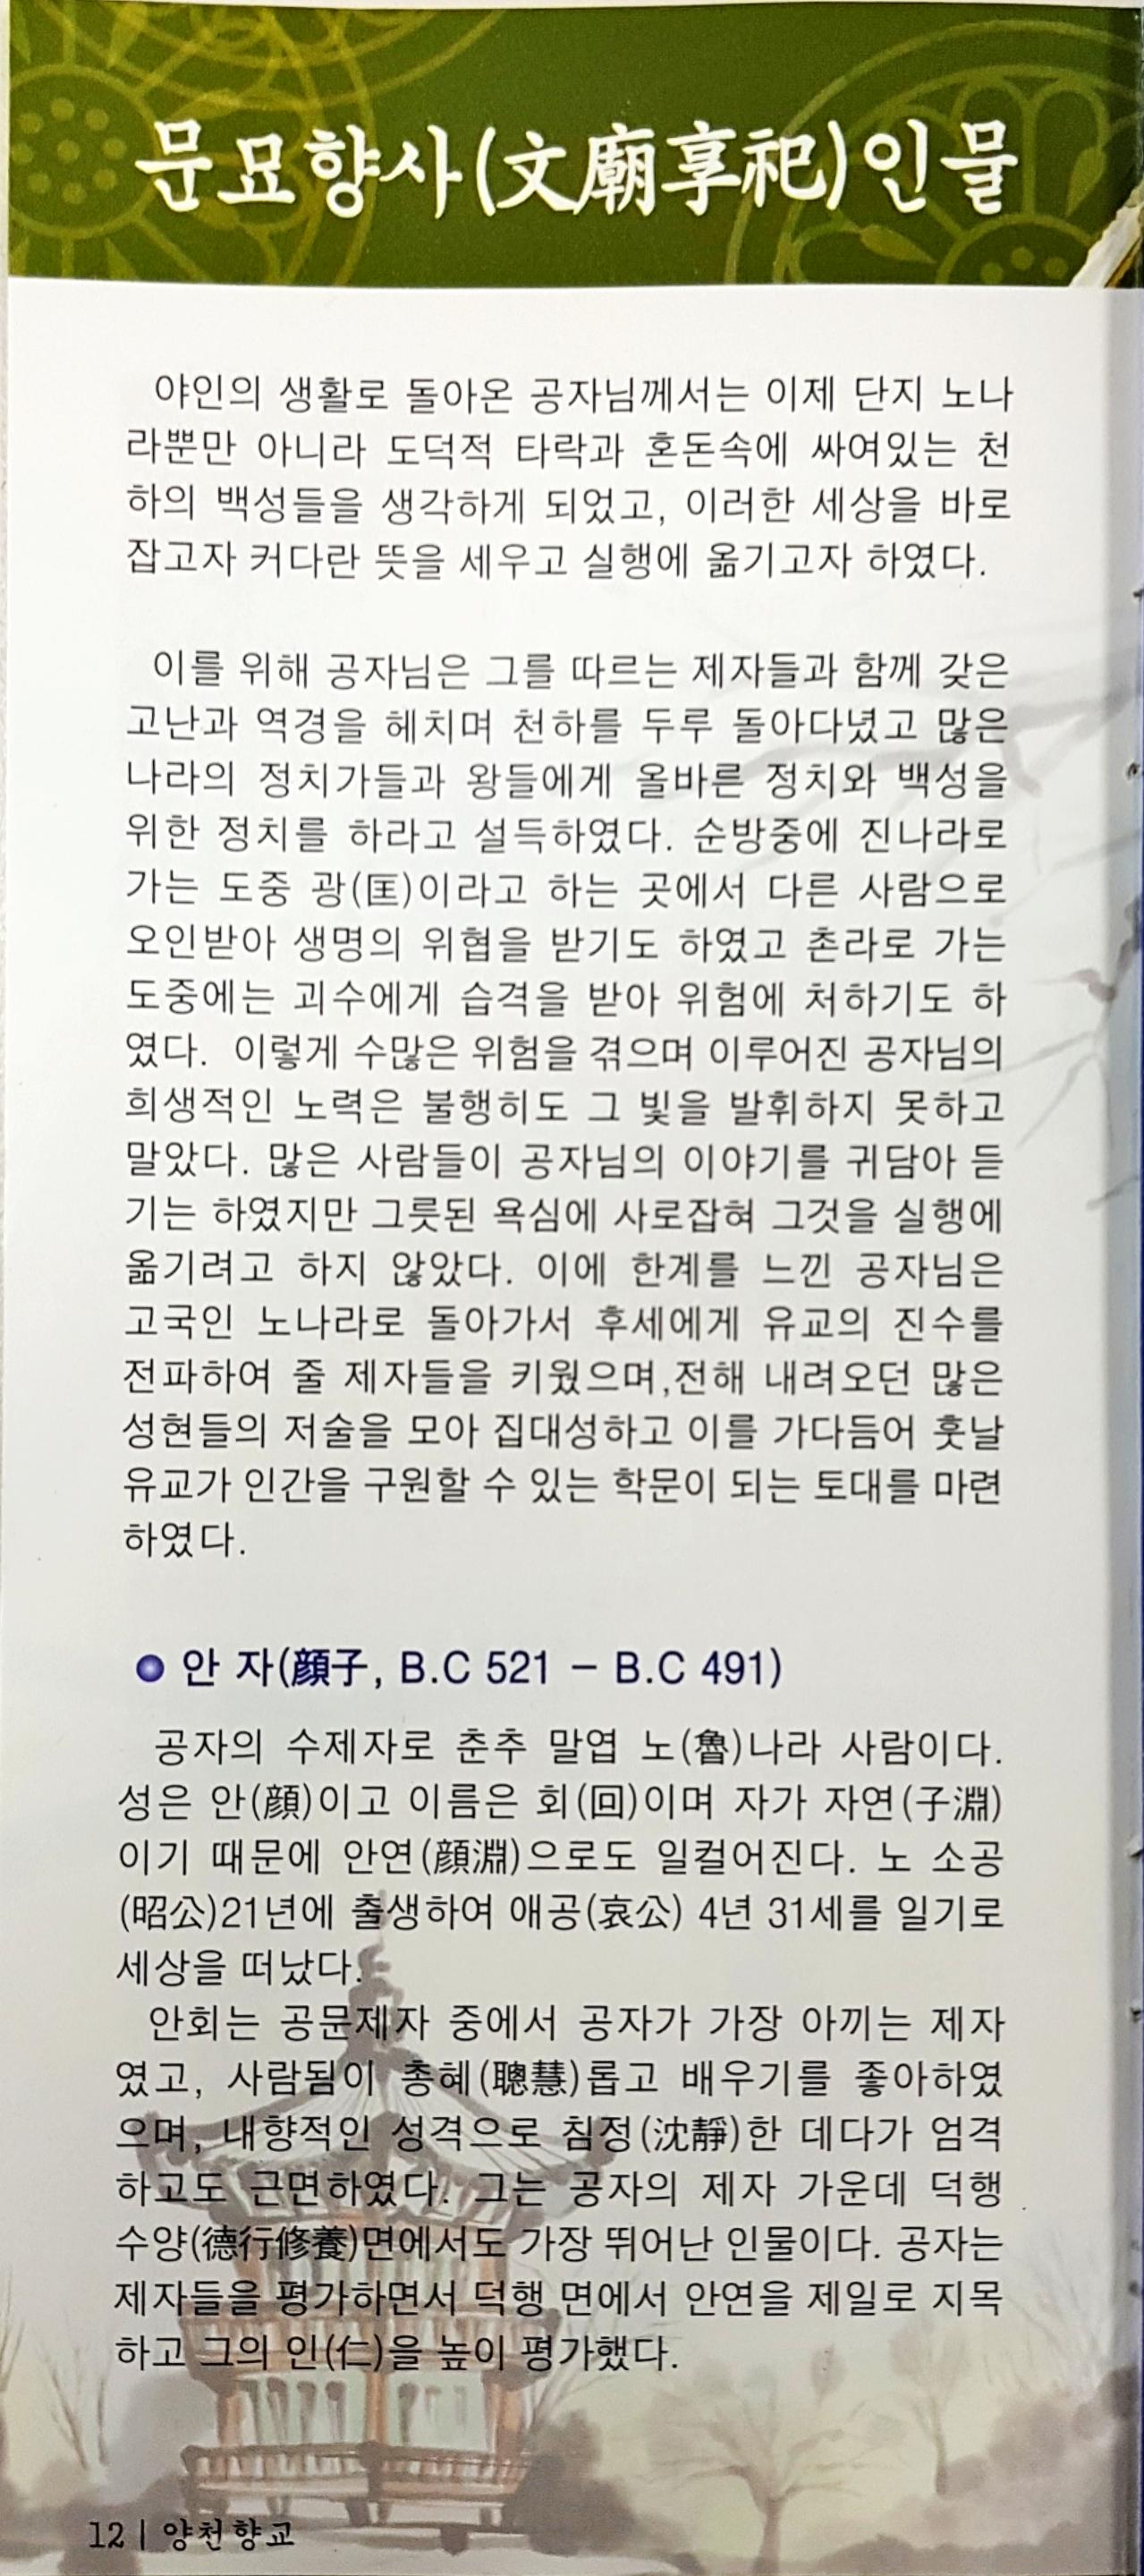 문묘향사(文廟享祀)인물
야인의 생활로 돌아온 공자님께서는 이제 단지 노나
라뿐만 아니라 도덕적 타락과 혼돈속에 싸여있는 천
하의 백성들을 생각하게 되었고, 이러한 세상을 바로
잡고자 커다란 뜻을 세우고 실행에 옮기고자 하였다.
이를 위해 공자님은 그를 따르는 제자들과 함께 갖은
고난과 역경을 헤치며 천하를 두루 돌아다녔고 많은
나라의 정치가들과 왕들에게 올바른 정치와 백성을
위한 정치를 하라고 설득하였다. 순방중에 진나라로
가는 도중 광(匡)이라고 하는 곳에서 다른 사람으로
오인받아 생명의 위협을 받기도 하였고 촌라로 가는
도중에는 괴수에게 습격을 받아 위험에 처하기도 하
였다. 이렇게 수많은 위험을 겪으며 이루어진 공자님의
희생적인 노력은 불행히도 그 빛을 발휘하지 못하고
말았다. 많은 사람들이 공자님의 이야기를 귀담아 듣
기는 하였지만 그릇된 욕심에 사로잡혀 그것을 실행에
옮기려고 하지 않았다. 이에 한계를 느낀 공자님은
고국인 노나라로 돌아가서 후세에게 유교의 진수를
전파하여 줄 제자들을 키웠으며,전해 내려오던 많은
성현들의 저술을 모아 집대성하고 이를 가다듬어 훗날
유교가 인간을 구원할 수 있는 학문이 되는 토대를 마련
하였다.
● 안 자(顔子, B.C 521 - B.C 491)
공자의 수제자로 춘추 말엽 노(魯)나라 사람이다.
성은 안(顔)이고 이름은 회(回)이며 자가 자연(子淵)
이기 때문에 안연(顔淵)으로도 일컬어진다. 노 소공
(昭公)21년에 출생하여 애공(哀公) 4년 31세를 일기로
세상을 떠났다.
안회는 공문제자 중에서 공자가 가장 아끼는 제자
였고, 사람됨이 총혜(聰慧)롭고 배우기를 좋아하였
으며, 내향적인 성격으로 침정(沈靜)한 데다가 엄격
하고도 근면하였다. 그는 공자의 제자 가운데 덕행
수양(德行修養)면에서도 가장 뛰어난 인물이다. 공자는
제자들을 평가하면서 덕행 면에서 안연을 제일로 지목
하고 그의 인(仁)을 높이 평가했다.
12 | 양천향교